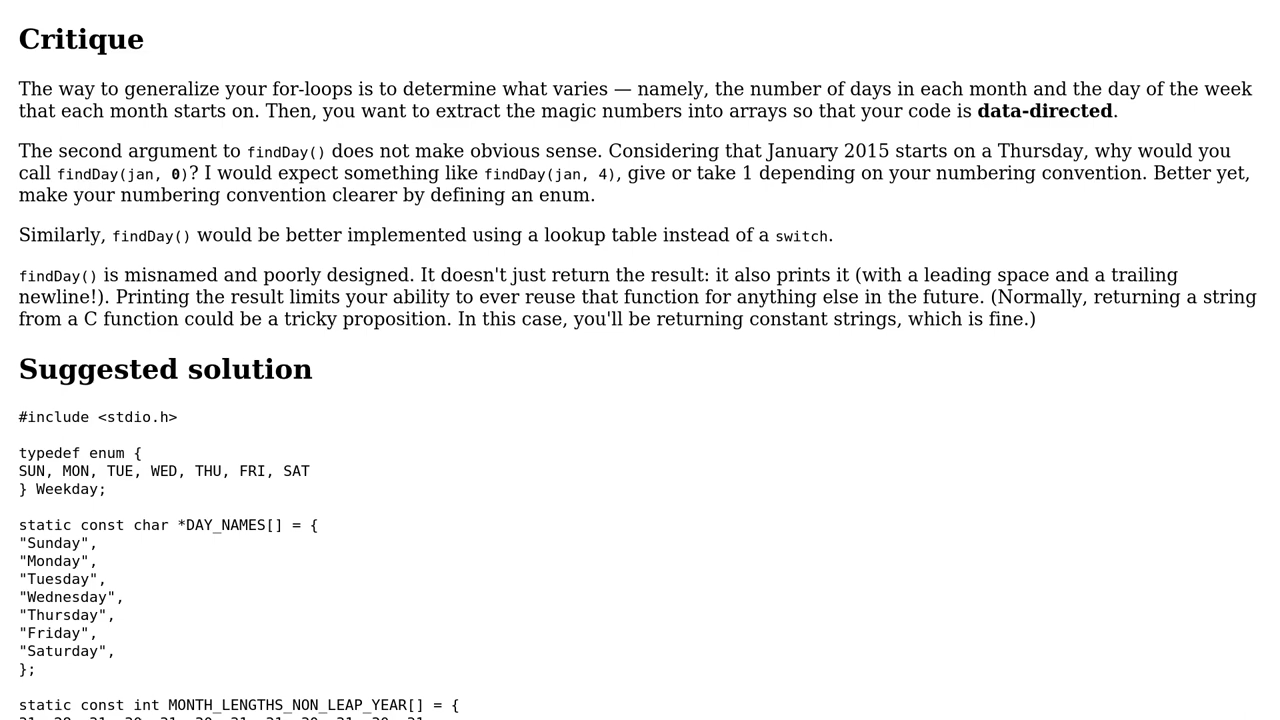 Critique
The way to generalize your for-loops is to determine what varies — namely, the number of days in each month and the day of the week
that each month starts on. Then, you want to extract the magic numbers into arrays so that your code is data-directed.
The second argument to findDay() does not make obvious sense. Considering that January 2015 starts on a Thursday, why would you
call findDay(jan, 0)? I would expect something like findDay(jan, 4), give or take 1 depending on your numbering convention. Better yet,
make your numbering convention clearer by defining an enum.
Similarly, findDay() would be better implemented using a lookup table instead of a switch.
findDay() is misnamed and poorly designed. It doesn't just return the result: it also prints it (with a leading space and a trailing
newline!). Printing the result limits your ability to ever reuse that function for anything else in the future. (Normally, returning a string
from a C function could be a tricky proposition. In this case, you'll be returning constant strings, which is fine.)
Suggested solution
#include <stdio.h>
typedef enum {
SUN, MON, TUE, WED, THU, FRI, SAT
} Weekday;
static const char *DAY_NAMES[] = {
"Sunday",
"Monday",
"Tuesday",
"Wednesday",
"Thursday",
"Friday",
"Saturday",
};
static const int MONTH_LENGTHS_NON_LEAP_YEAR[] = {